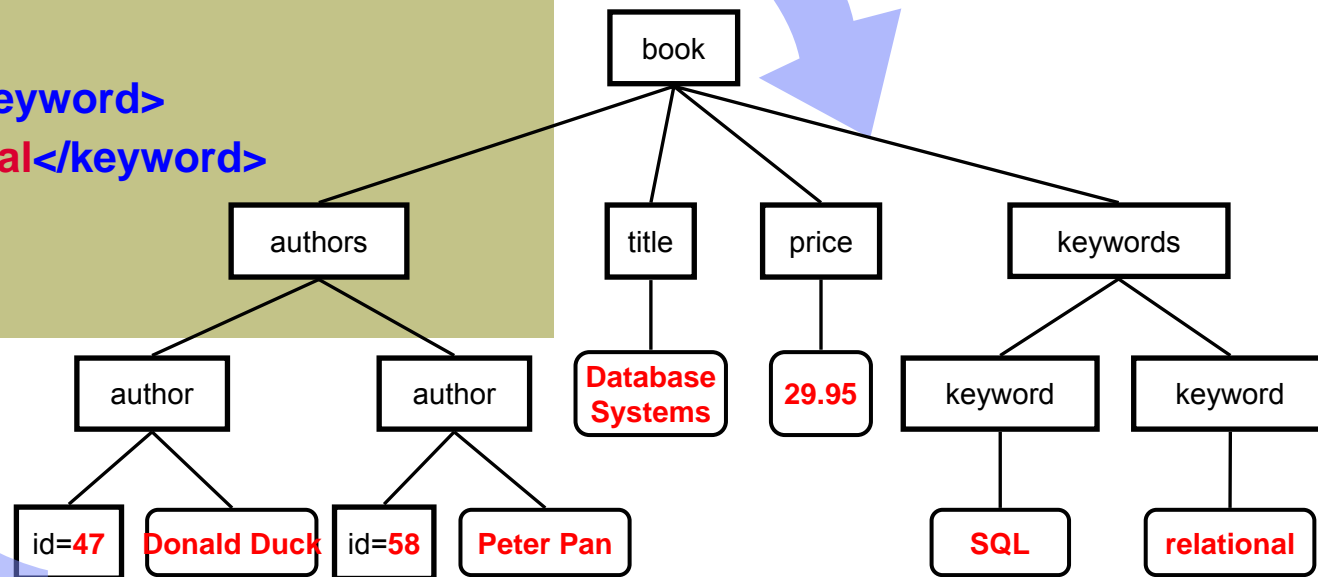 book
eyword>
al</keyword>
authors
title
price
keywords
author
author
Database
Systems
29.95
keyword
keyword
id=47
Donald Duck
id=58
Peter Pan
SQL
relational